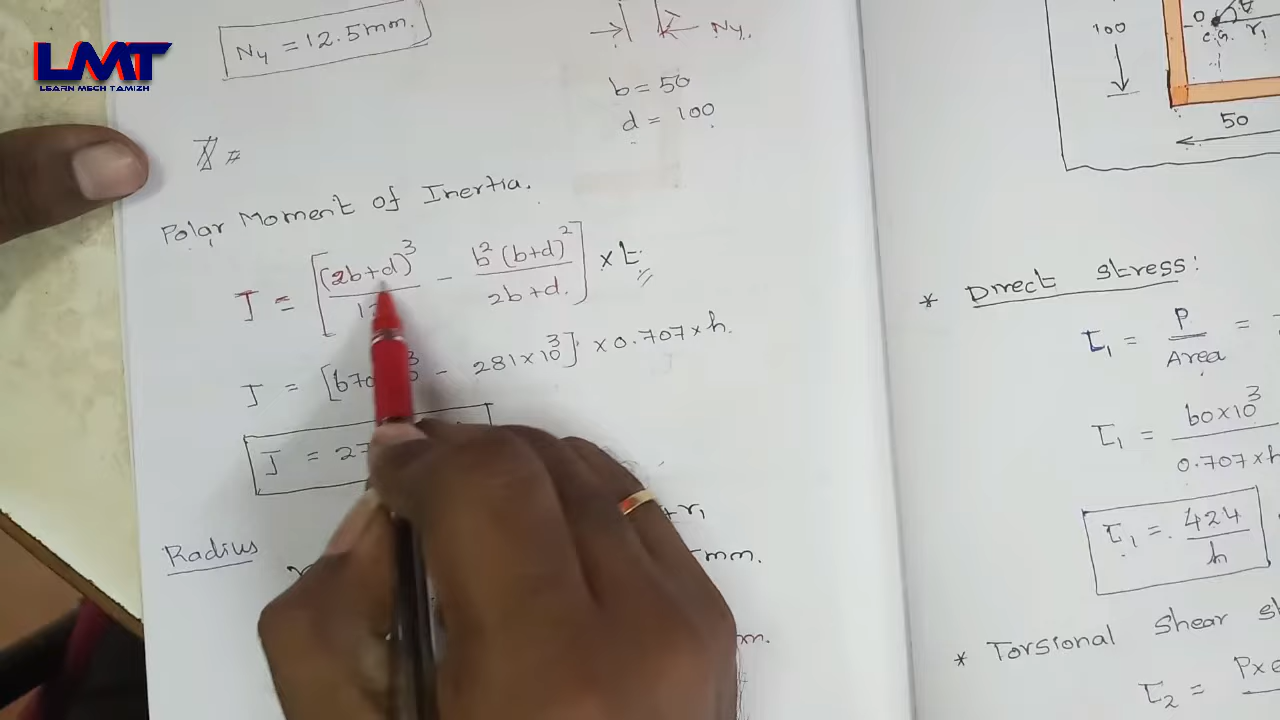 LMT
LEARN MECH TAMIZH
Ny = 12.5mm.
Ny.
b = 50
d = 100
Polar Moment of Inertia.
J = [(2b+d)³ / 12 - b²(b+d)² / 2b+d.] × t
J = [ - 281×10³] × 0.707×h.
J = 27
+r₁
Radius
mm.
mm.
100
O
C.G.
r₁
50
* Direct stress:
τ₁ = P / Area =
τ₁ = 60×10³ / 0.707×h
τ₁ = 424 / h
* Torsional shear
τ₂ = P×e